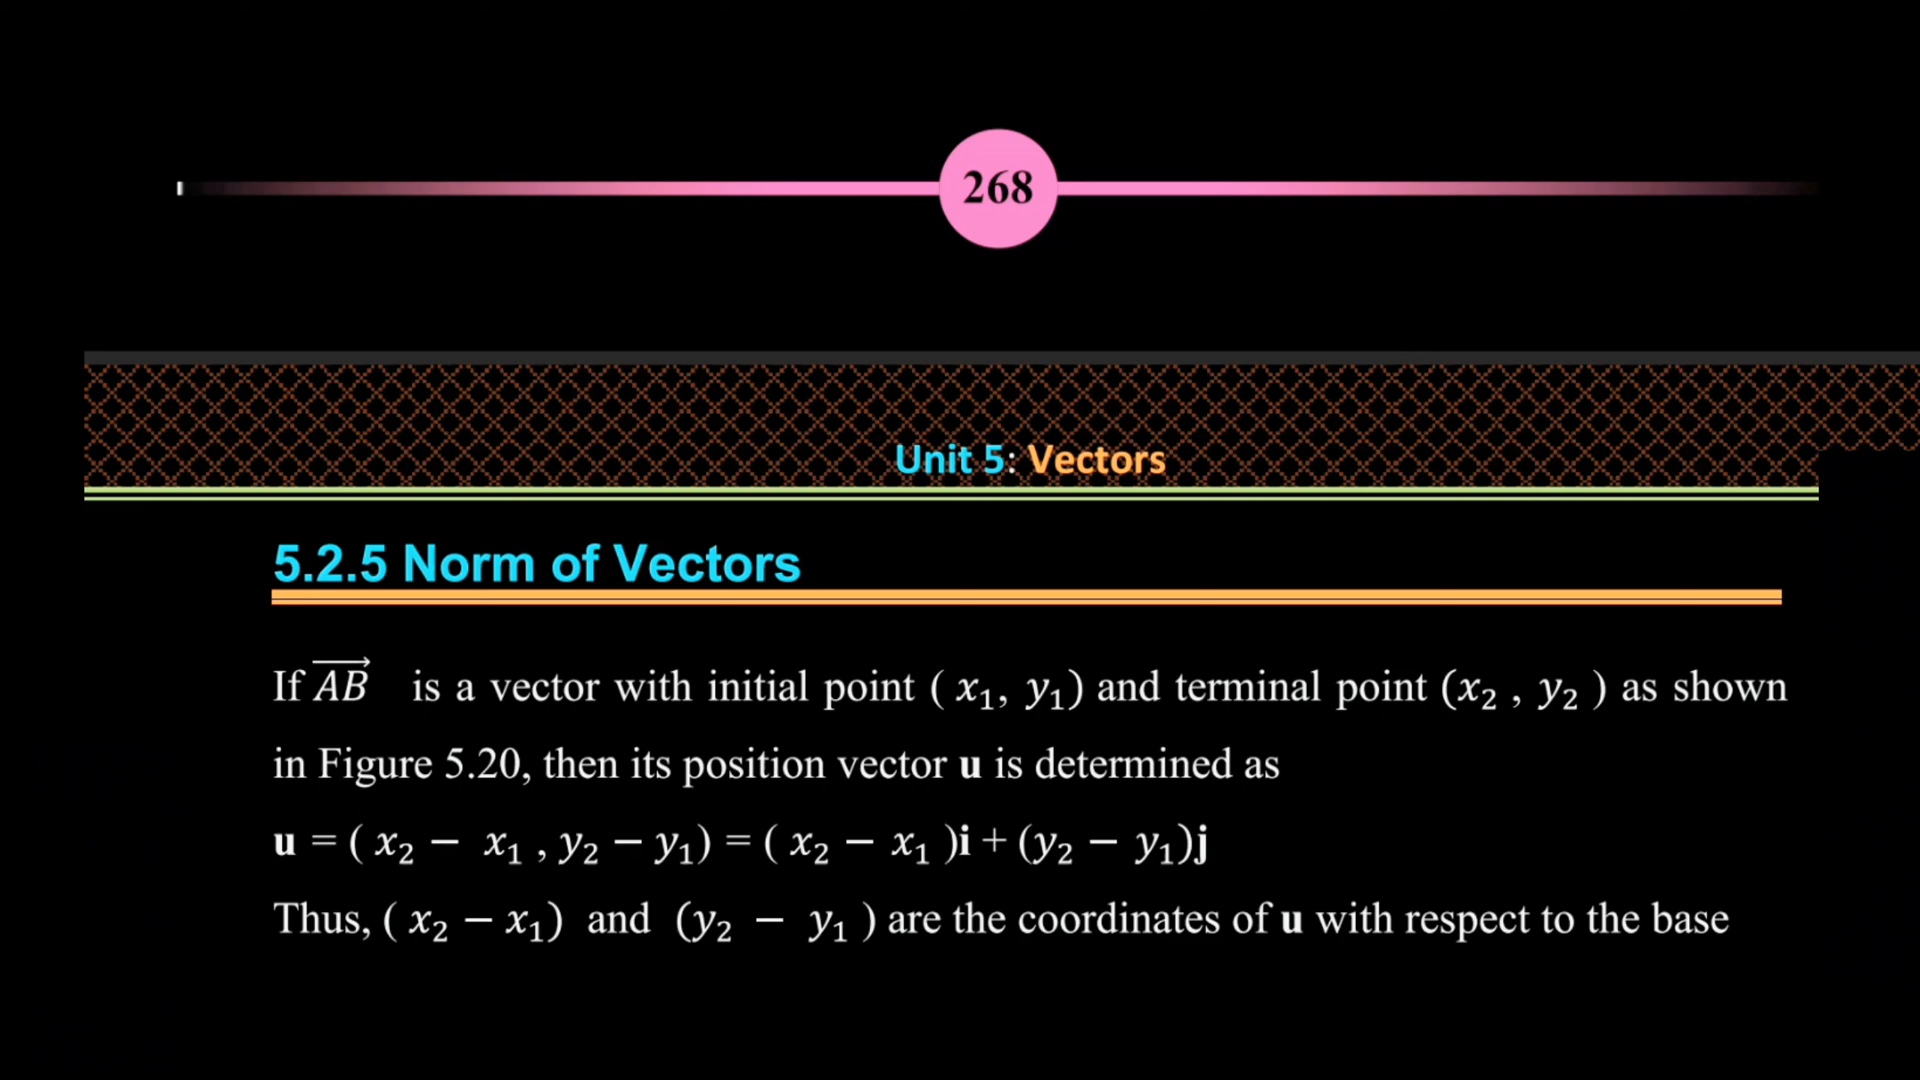 268
Unit 5: Vectors
5.2.5 Norm of Vectors
If $\overrightarrow{AB}$ is a vector with initial point ( x₁, y₁) and terminal point (x₂ , y₂ ) as shown
in Figure 5.20, then its position vector u is determined as
u = ( x₂ − x₁ , y₂ − y₁) = ( x₂ − x₁ )i + (y₂ − y₁)j
Thus, ( x₂ − x₁) and (y₂ − y₁ ) are the coordinates of u with respect to the base